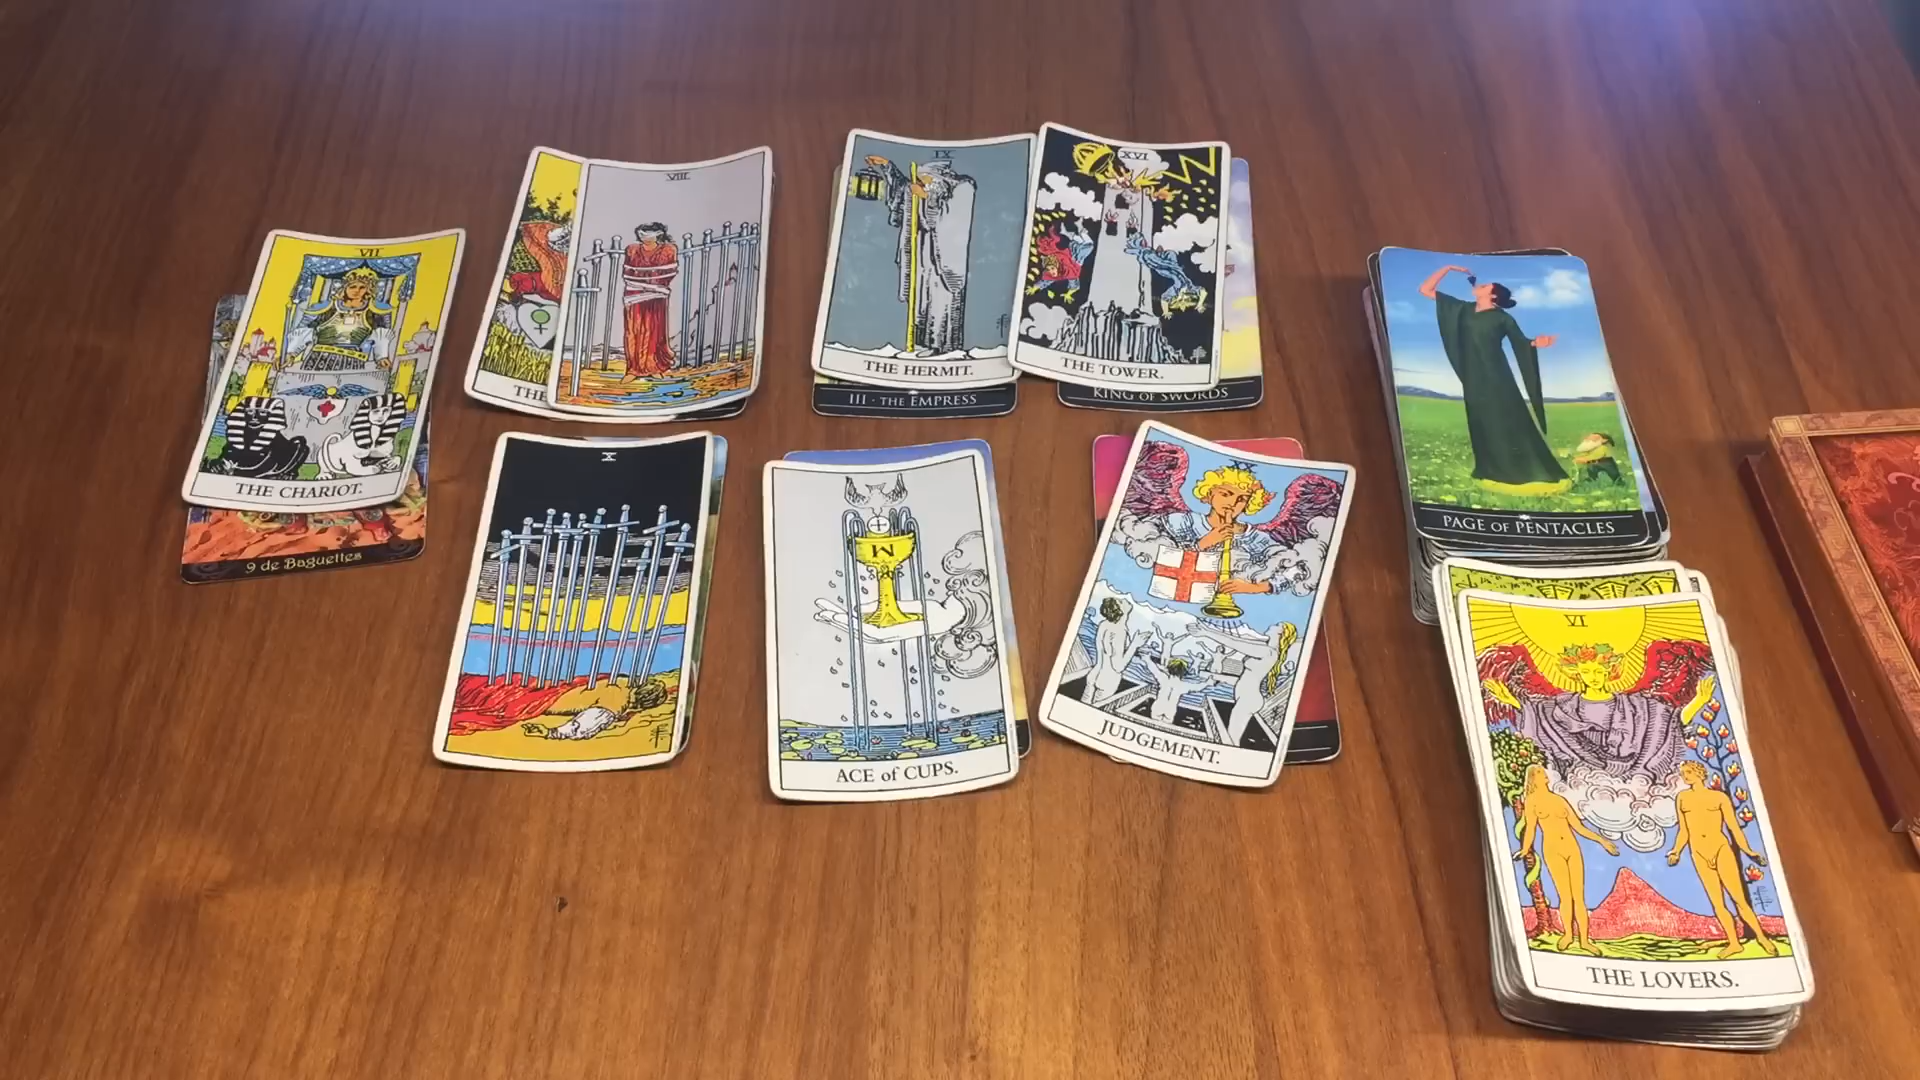 VII
THE CHARIOT.
9 de Baguettes
THE
VIII
IX
THE HERMIT.
III · THE EMPRESS
XVI
THE TOWER.
KING OF SWORDS
X
ACE of CUPS.
XX
JUDGEMENT.
PAGE OF PENTACLES
VI
THE LOVERS.